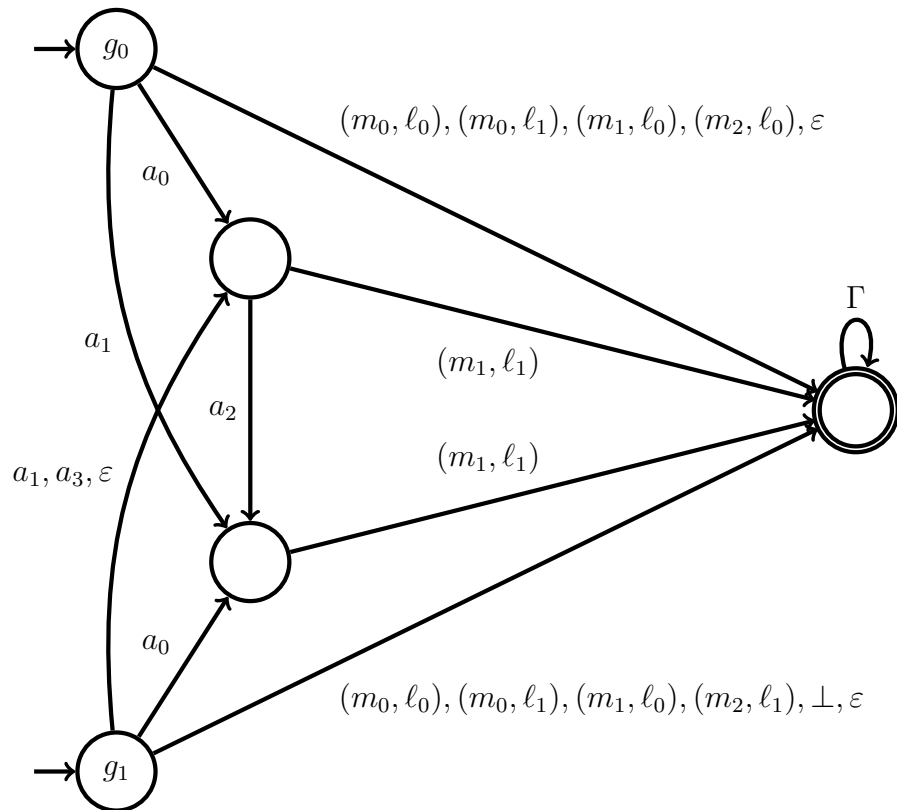 g₀
(m₀, ℓ₀), (m₀, ℓ₁), (m₁, ℓ₀), (m₂, ℓ₀), ε
a₀
Γ
a₁
(m₁, ℓ₁)
a₂
(m₁, ℓ₁)
a₁, a₃, ε
a₀
(m₀, ℓ₀), (m₀, ℓ₁), (m₁, ℓ₀), (m₂, ℓ₁), ⊥, ε
g₁